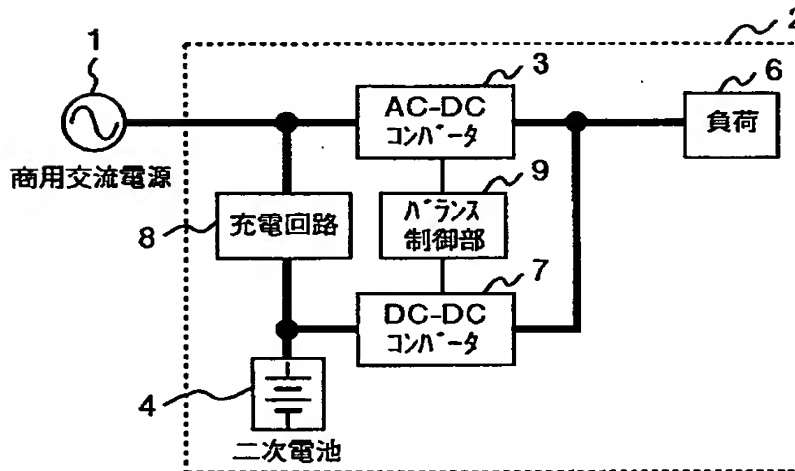 1
2
3
6
AC-DC
コンバータ
負荷
商用交流電源
9
8
充電回路
バランス
制御部
7
DC-DC
コンバータ
4
二次電池